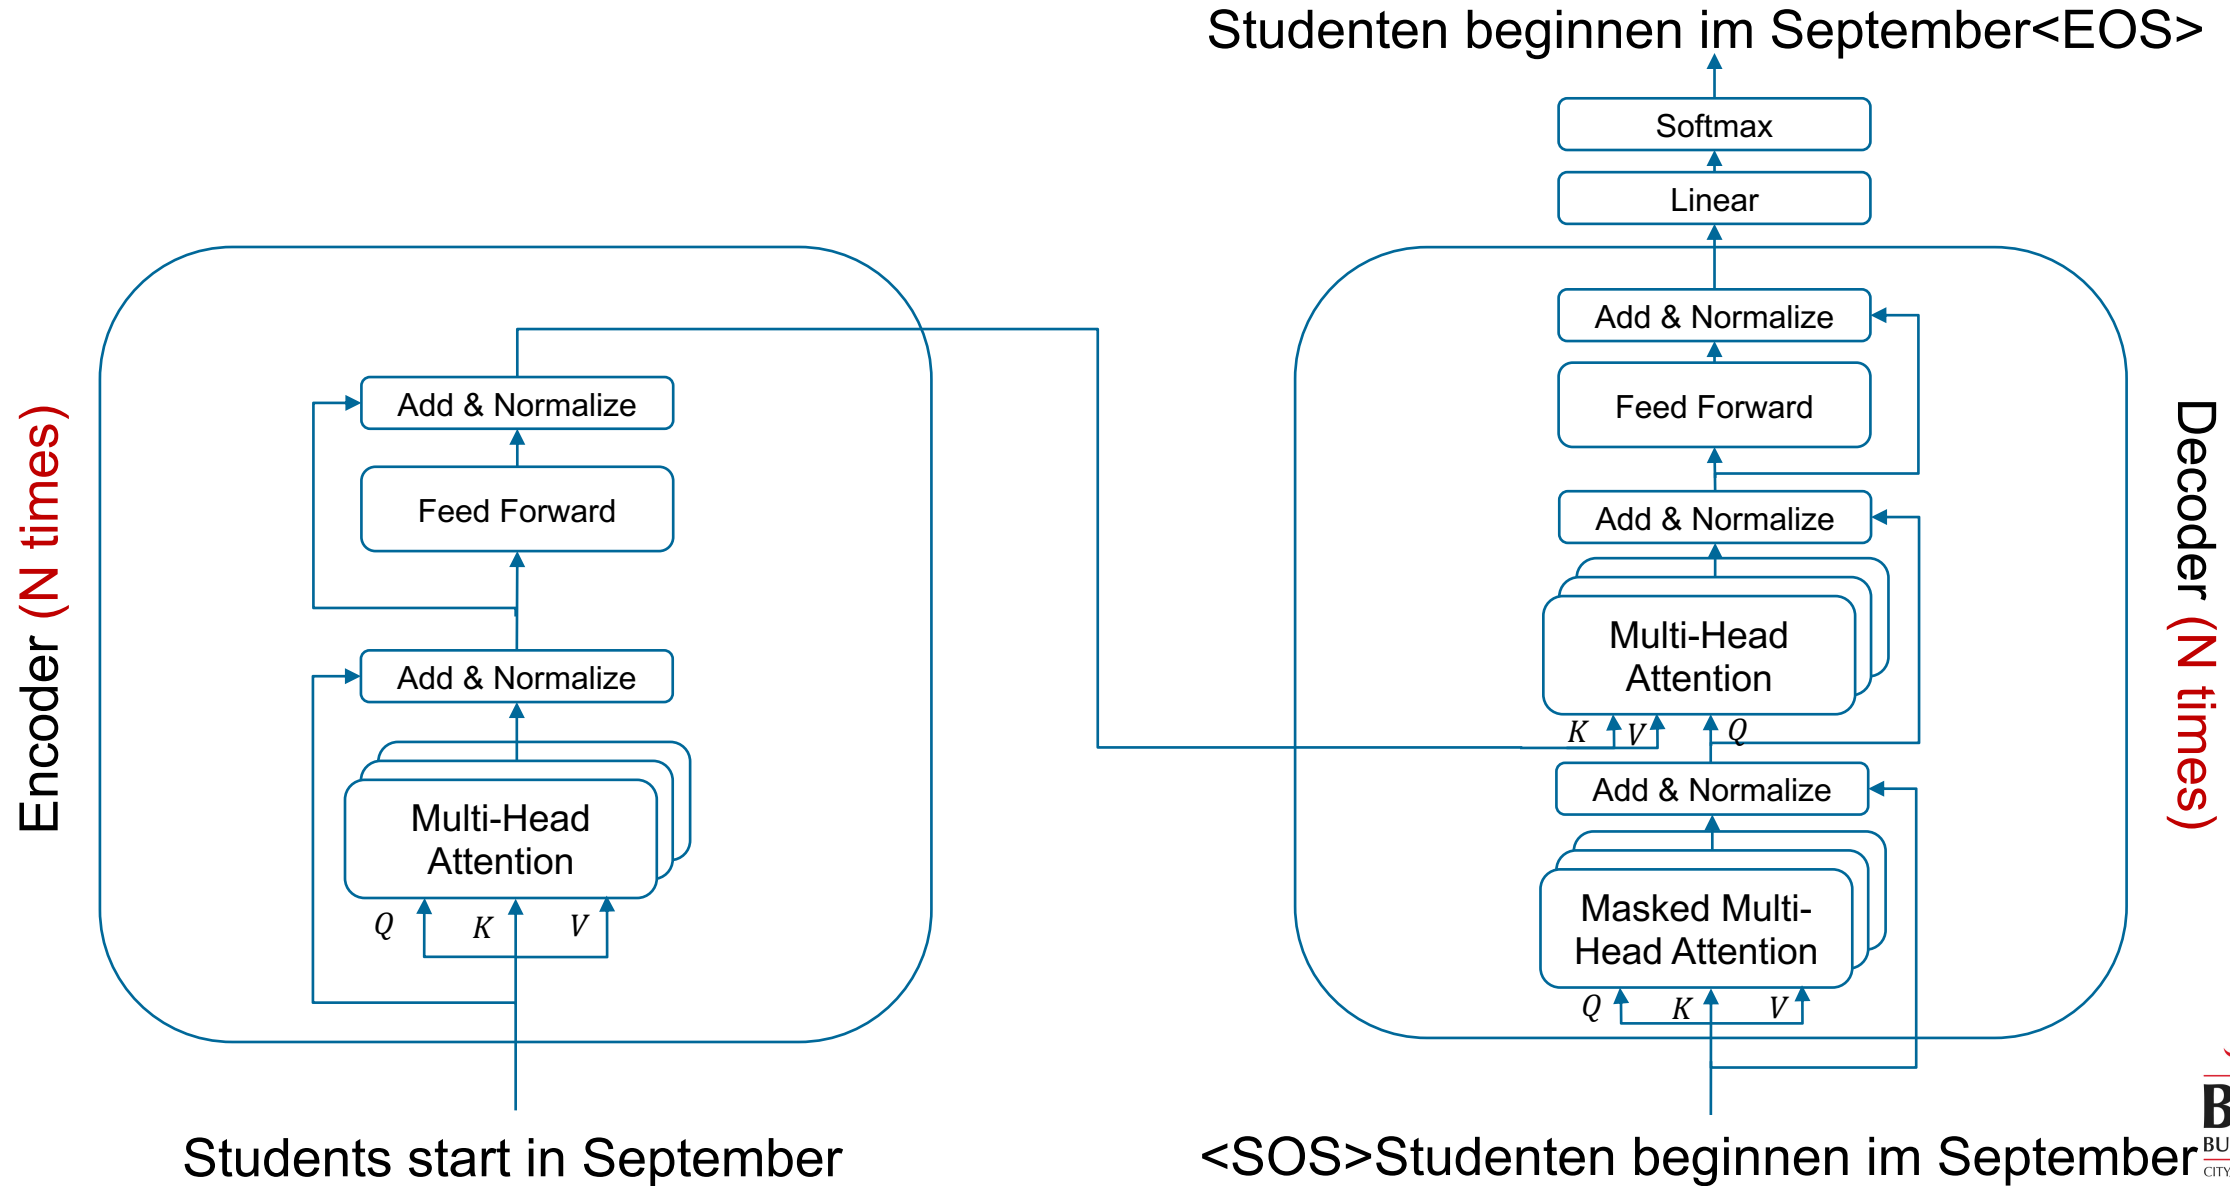 Studenten beginnen im September<EOS>
Softmax
Linear
Add & Normalize
Feed Forward
Add & Normalize
Multi-Head
Attention
K
V
Q
Add & Normalize
Masked Multi-
Head Attention
Q
K
V
<SOS>Studenten beginnen im September
Decoder (N times)
Encoder (N times)
Add & Normalize
Feed Forward
Add & Normalize
Multi-Head
Attention
Q
K
V
Students start in September
B
BU
CITY